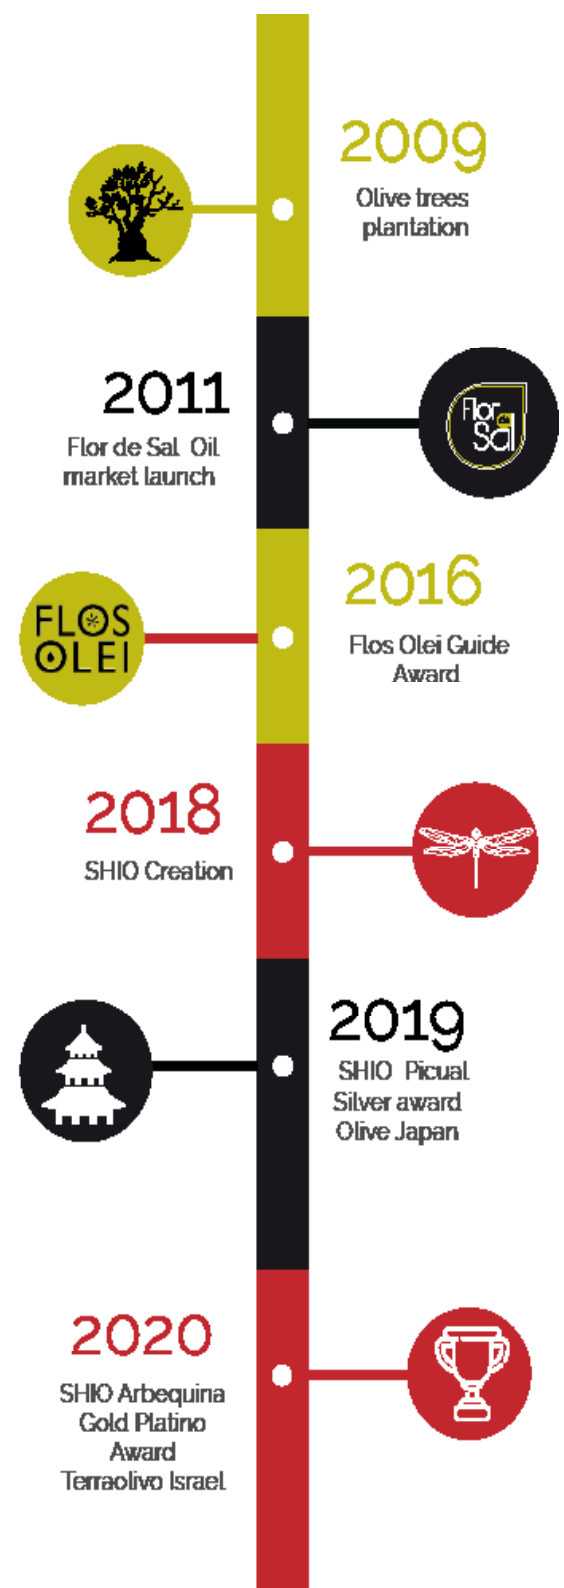 2009
Olive trees
plantation
2011
Flor de Sal Oil
market launch
Flor
de
Sal
FLOS
OLEI
2016
Flos Olei Guide
Award
2018
SHIO Creation
2019
SHIO Picual
Silver award
Olive Japan
2020
SHIO Arbequina
Gold Platino
Award
Terraolivo Israel